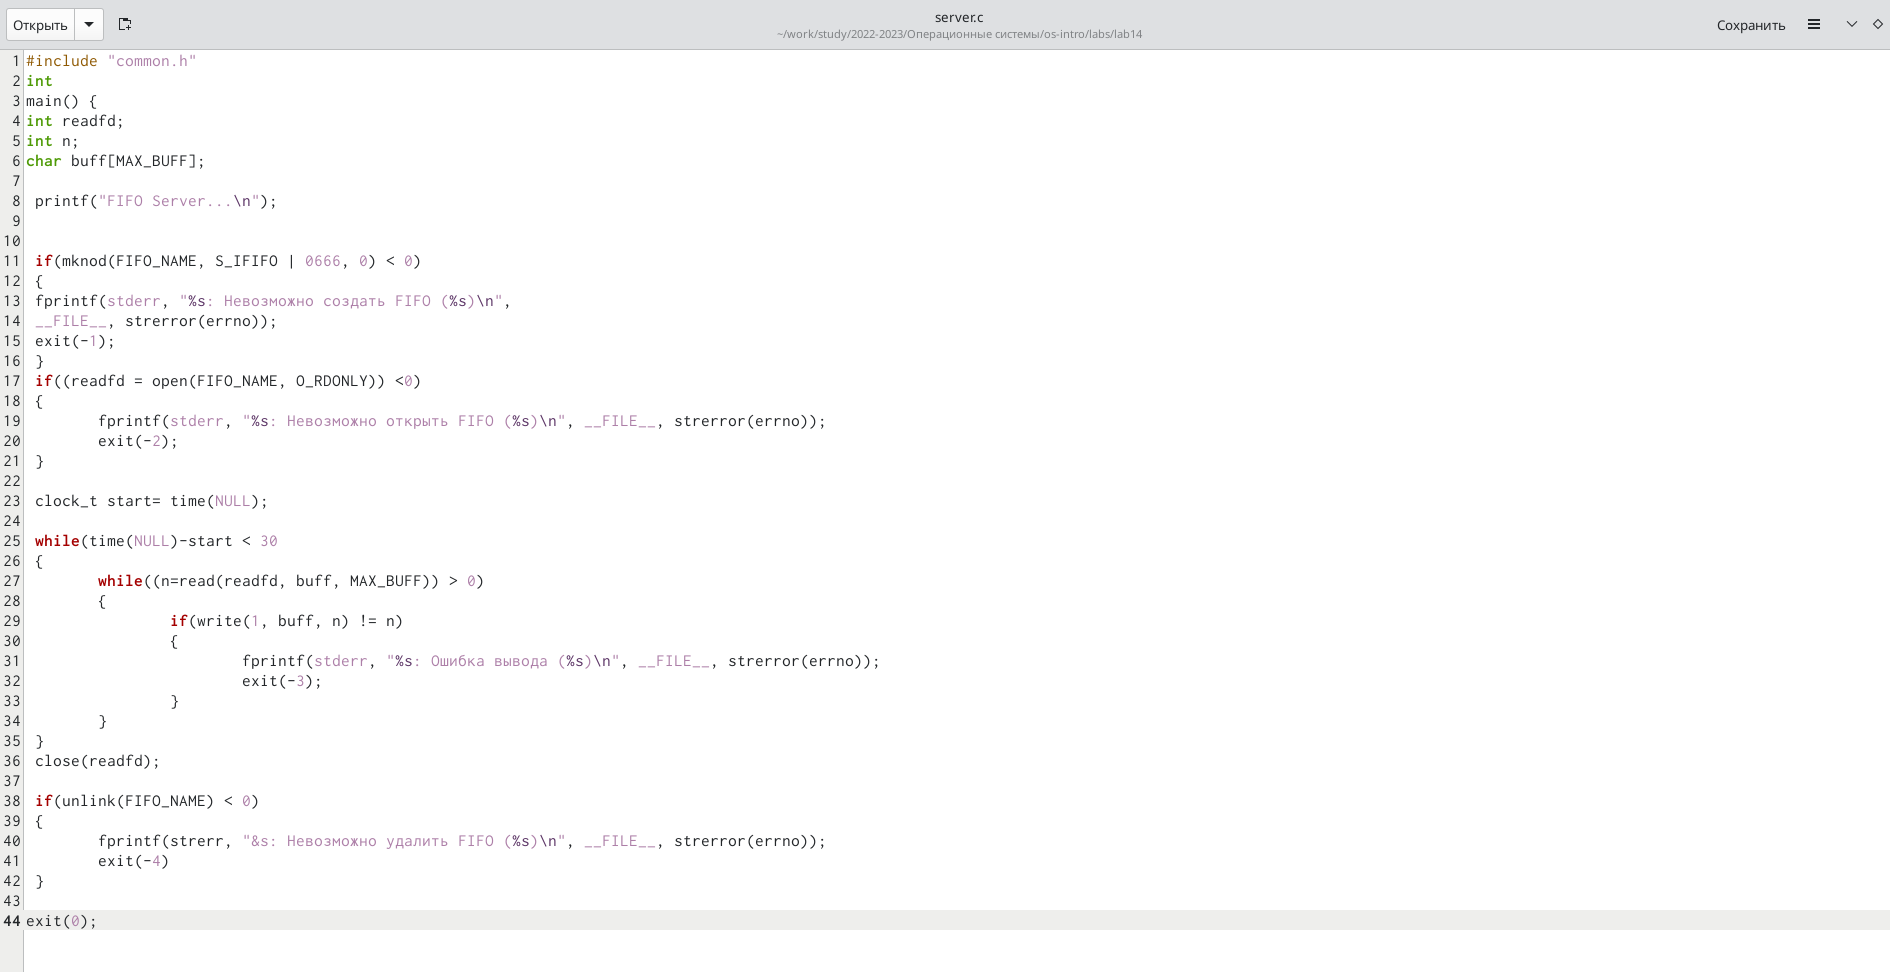 Открыть
server.c
~/work/study/2022-2023/Операционные системы/os-intro/labs/lab14
Сохранить
1 #include "common.h"
2 int
3 main() {
4 int readfd;
5 int n;
6 char buff[MAX_BUFF];
7
8  printf("FIFO Server...\n");
9
10
11  if(mknod(FIFO_NAME, S_IFIFO | 0666, 0) < 0)
12  {
13  fprintf(stderr, "%s: Невозможно создать FIFO (%s)\n",
14  __FILE__, strerror(errno));
15  exit(-1);
16  }
17  if((readfd = open(FIFO_NAME, O_RDONLY)) <0)
18  {
19         fprintf(stderr, "%s: Невозможно открыть FIFO (%s)\n", __FILE__, strerror(errno));
20         exit(-2);
21  }
22
23  clock_t start= time(NULL);
24
25  while(time(NULL)-start < 30
26  {
27         while((n=read(readfd, buff, MAX_BUFF)) > 0)
28         {
29                 if(write(1, buff, n) != n)
30                 {
31                         fprintf(stderr, "%s: Ошибка вывода (%s)\n", __FILE__, strerror(errno));
32                         exit(-3);
33                 }
34         }
35  }
36  close(readfd);
37
38  if(unlink(FIFO_NAME) < 0)
39  {
40         fprintf(strerr, "&s: Невозможно удалить FIFO (%s)\n", __FILE__, strerror(errno));
41         exit(-4)
42  }
43
44 exit(0);